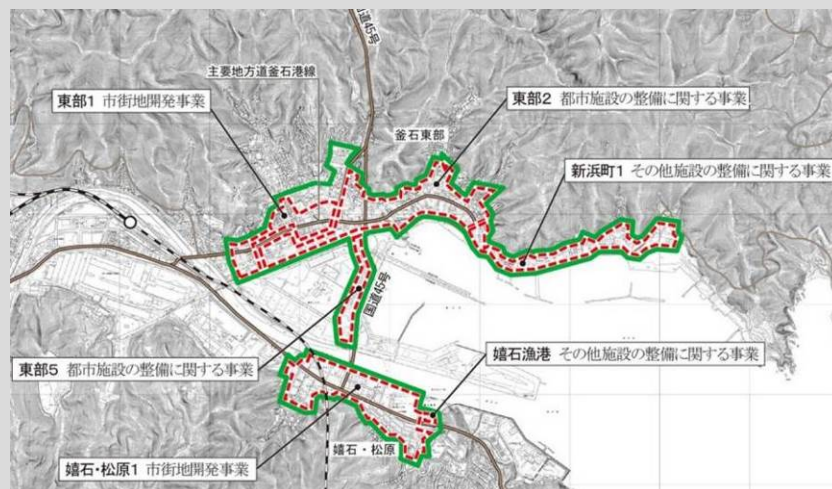 国道45号
主要地方道釜石港線
東部1 市街地開発事業
東部2 都市施設の整備に関する事業
釜石東部
新浜町1 その他施設の整備に関する事業
国道45号
東部5 都市施設の整備に関する事業
嬉石漁港 その他施設の整備に関する事業
嬉石・松原
嬉石・松原1 市街地開発事業